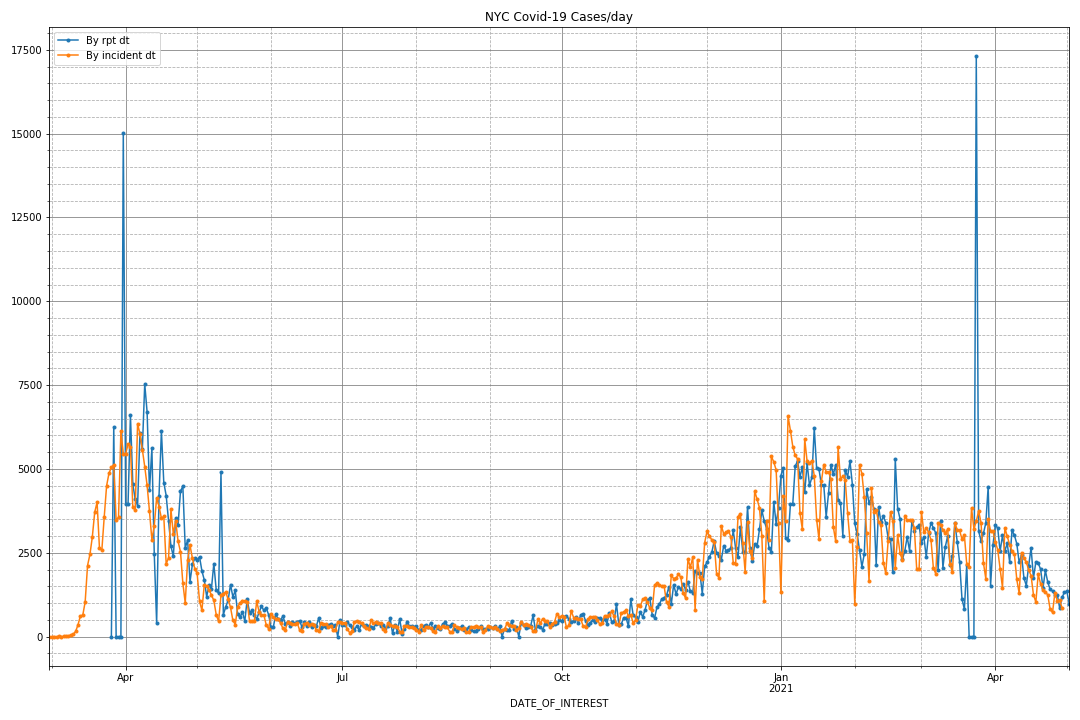 NYC Covid-19 Cases/day
By rpt dt
By incident dt
17500
15000
12500
10000
7500
5000
2500
0
Apr
Jul
Oct
Jan
2021
Apr
DATE_OF_INTEREST